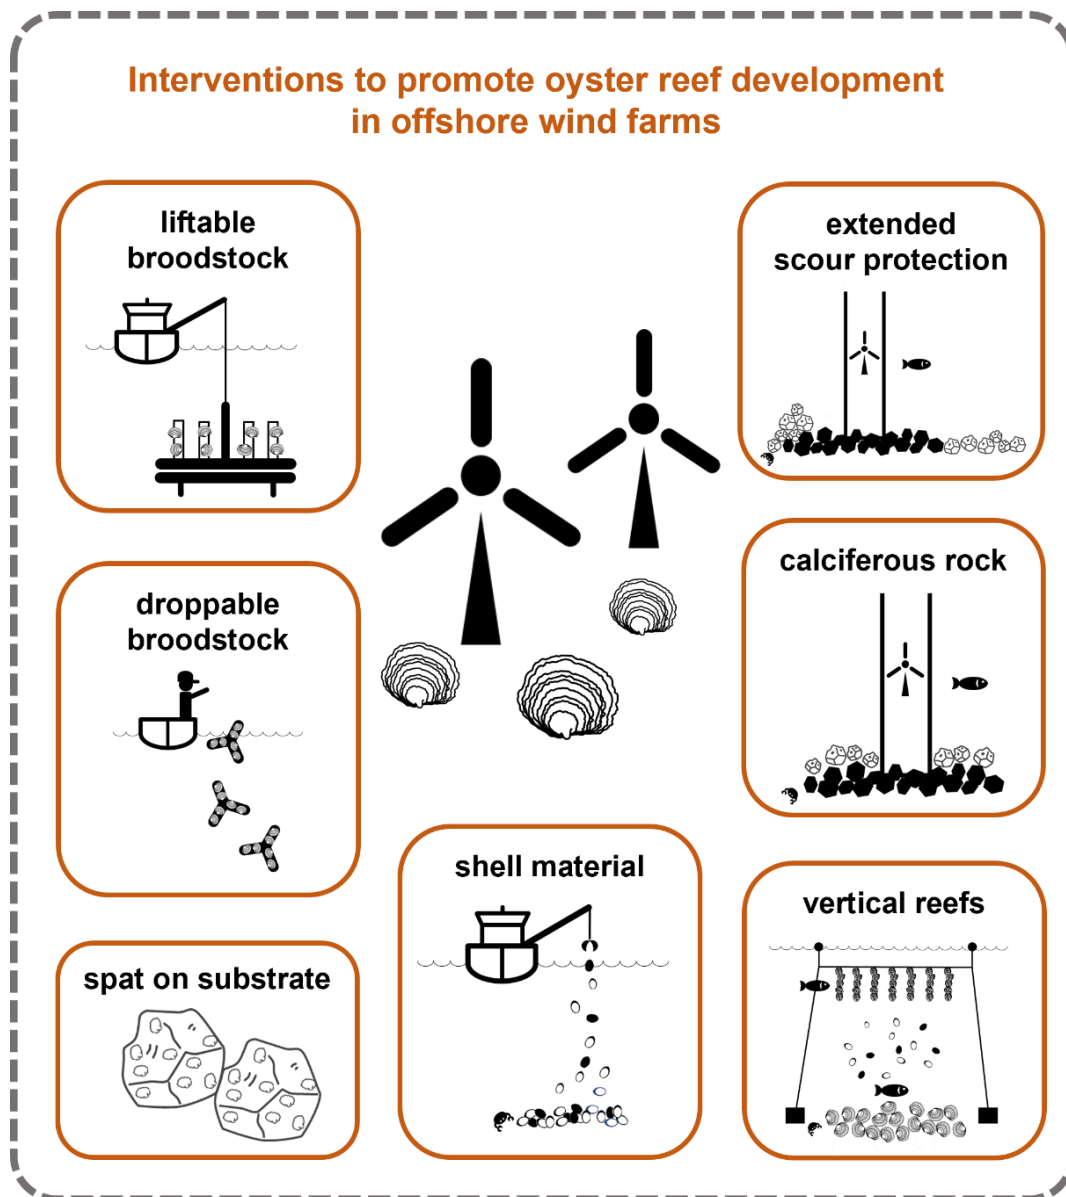 Interventions to promote oyster reef development
in offshore wind farms
liftable
broodstock
extended
scour protection
droppable
broodstock
calciferous rock
spat on substrate
shell material
vertical reefs